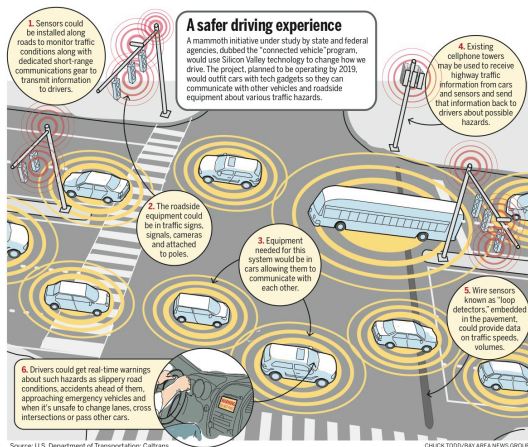 A safer driving experience
A mammoth initiative under study by state and federal
agencies, dubbed the “connected vehicle” program,
would use Silicon Valley technology to change how we
drive. The project, planned to be operating by 2019,
would outfit cars with tech gadgets so they can
communicate with other vehicles and roadside
equipment about various traffic hazards.
1. Sensors could
be installed along
roads to monitor traffic
conditions along with
dedicated short-range
communications gear to
transmit information
to drivers.
2. The roadside
equipment could
be in traffic signs,
signals, cameras
and attached
to poles.
3. Equipment
needed for this
system would be in
cars allowing them to
communicate with
each other.
4. Existing
cellphone towers
may be used to receive
highway traffic
information from cars
and sensors and send
that information back to
drivers about possible
hazards.
5. Wire sensors
known as “loop
detectors,” embedded
in the pavement,
could provide data
on traffic speeds,
volumes.
6. Drivers could get real-time warnings
about such hazards as slippery road
conditions, accidents ahead of them,
approaching emergency vehicles and
when it's unsafe to change lanes, cross
intersections or pass other cars.
Source: U.S. Department of Transportation; Caltrans
CHUCK TODD/BAY AREA NEWS GROUP